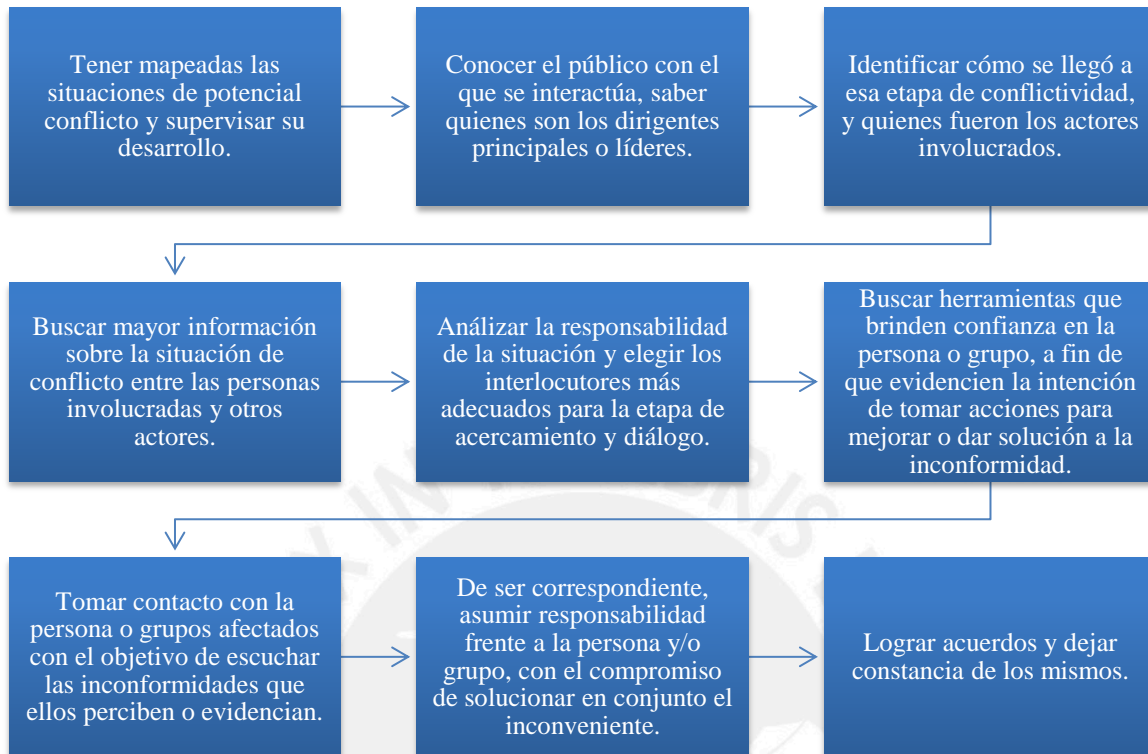 Tener mapeadas las
situaciones de potencial
conflicto y supervisar su
desarrollo.
Conocer el público con el
que se interactúa, saber
quienes son los dirigentes
principales o líderes.
Identificar cómo se llegó a
esa etapa de conflictividad,
y quienes fueron los actores
involucrados.
Buscar mayor información
sobre la situación de
conflicto entre las personas
involucradas y otros
actores.
Análizar la responsabilidad
de la situación y elegir los
interlocutores más
adecuados para la etapa de
acercamiento y diálogo.
Buscar herramientas que
brinden confianza en la
persona o grupo, a fin de
que evidencien la intención
de tomar acciones para
mejorar o dar solución a la
inconformidad.
Tomar contacto con la
persona o grupos afectados
con el objetivo de escuchar
las inconformidades que
ellos perciben o evidencian.
De ser correspondiente,
asumir responsabilidad
frente a la persona y/o
grupo, con el compromiso
de solucionar en conjunto el
inconveniente.
Lograr acuerdos y dejar
constancia de los mismos.